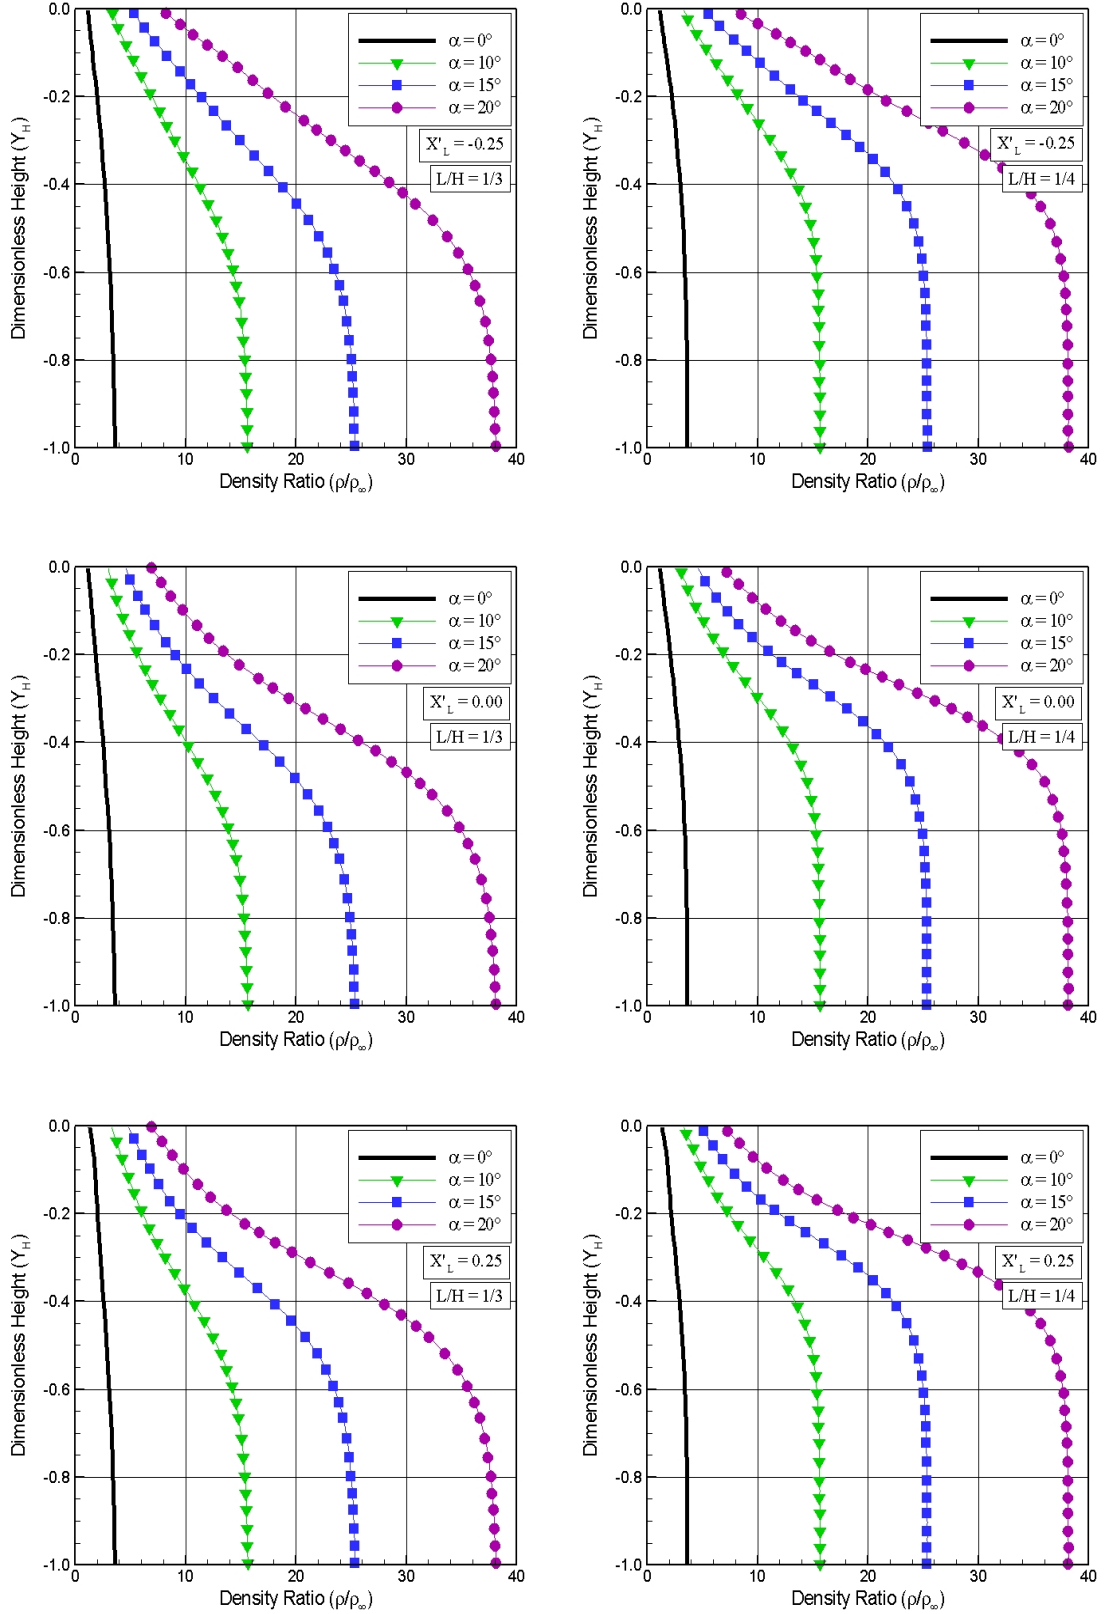 Dimensionless Height (Y_H)
0.0
-0.2
-0.4
-0.6
-0.8
-1.0
0
10
20
30
40
Density Ratio (ρ/ρ_∞)
α = 0°
α = 10°
α = 15°
α = 20°
X'_L = -0.25
L/H = 1/3
Dimensionless Height (Y_H)
0.0
-0.2
-0.4
-0.6
-0.8
-1.0
0
10
20
30
40
Density Ratio (ρ/ρ_∞)
α = 0°
α = 10°
α = 15°
α = 20°
X'_L = -0.25
L/H = 1/4
Dimensionless Height (Y_H)
0.0
-0.2
-0.4
-0.6
-0.8
-1.0
0
10
20
30
40
Density Ratio (ρ/ρ_∞)
α = 0°
α = 10°
α = 15°
α = 20°
X'_L = 0.00
L/H = 1/3
Dimensionless Height (Y_H)
0.0
-0.2
-0.4
-0.6
-0.8
-1.0
0
10
20
30
40
Density Ratio (ρ/ρ_∞)
α = 0°
α = 10°
α = 15°
α = 20°
X'_L = 0.00
L/H = 1/4
Dimensionless Height (Y_H)
0.0
-0.2
-0.4
-0.6
-0.8
-1.0
0
10
20
30
40
Density Ratio (ρ/ρ_∞)
α = 0°
α = 10°
α = 15°
α = 20°
X'_L = 0.25
L/H = 1/3
Dimensionless Height (Y_H)
0.0
-0.2
-0.4
-0.6
-0.8
-1.0
0
10
20
30
40
Density Ratio (ρ/ρ_∞)
α = 0°
α = 10°
α = 15°
α = 20°
X'_L = 0.25
L/H = 1/4